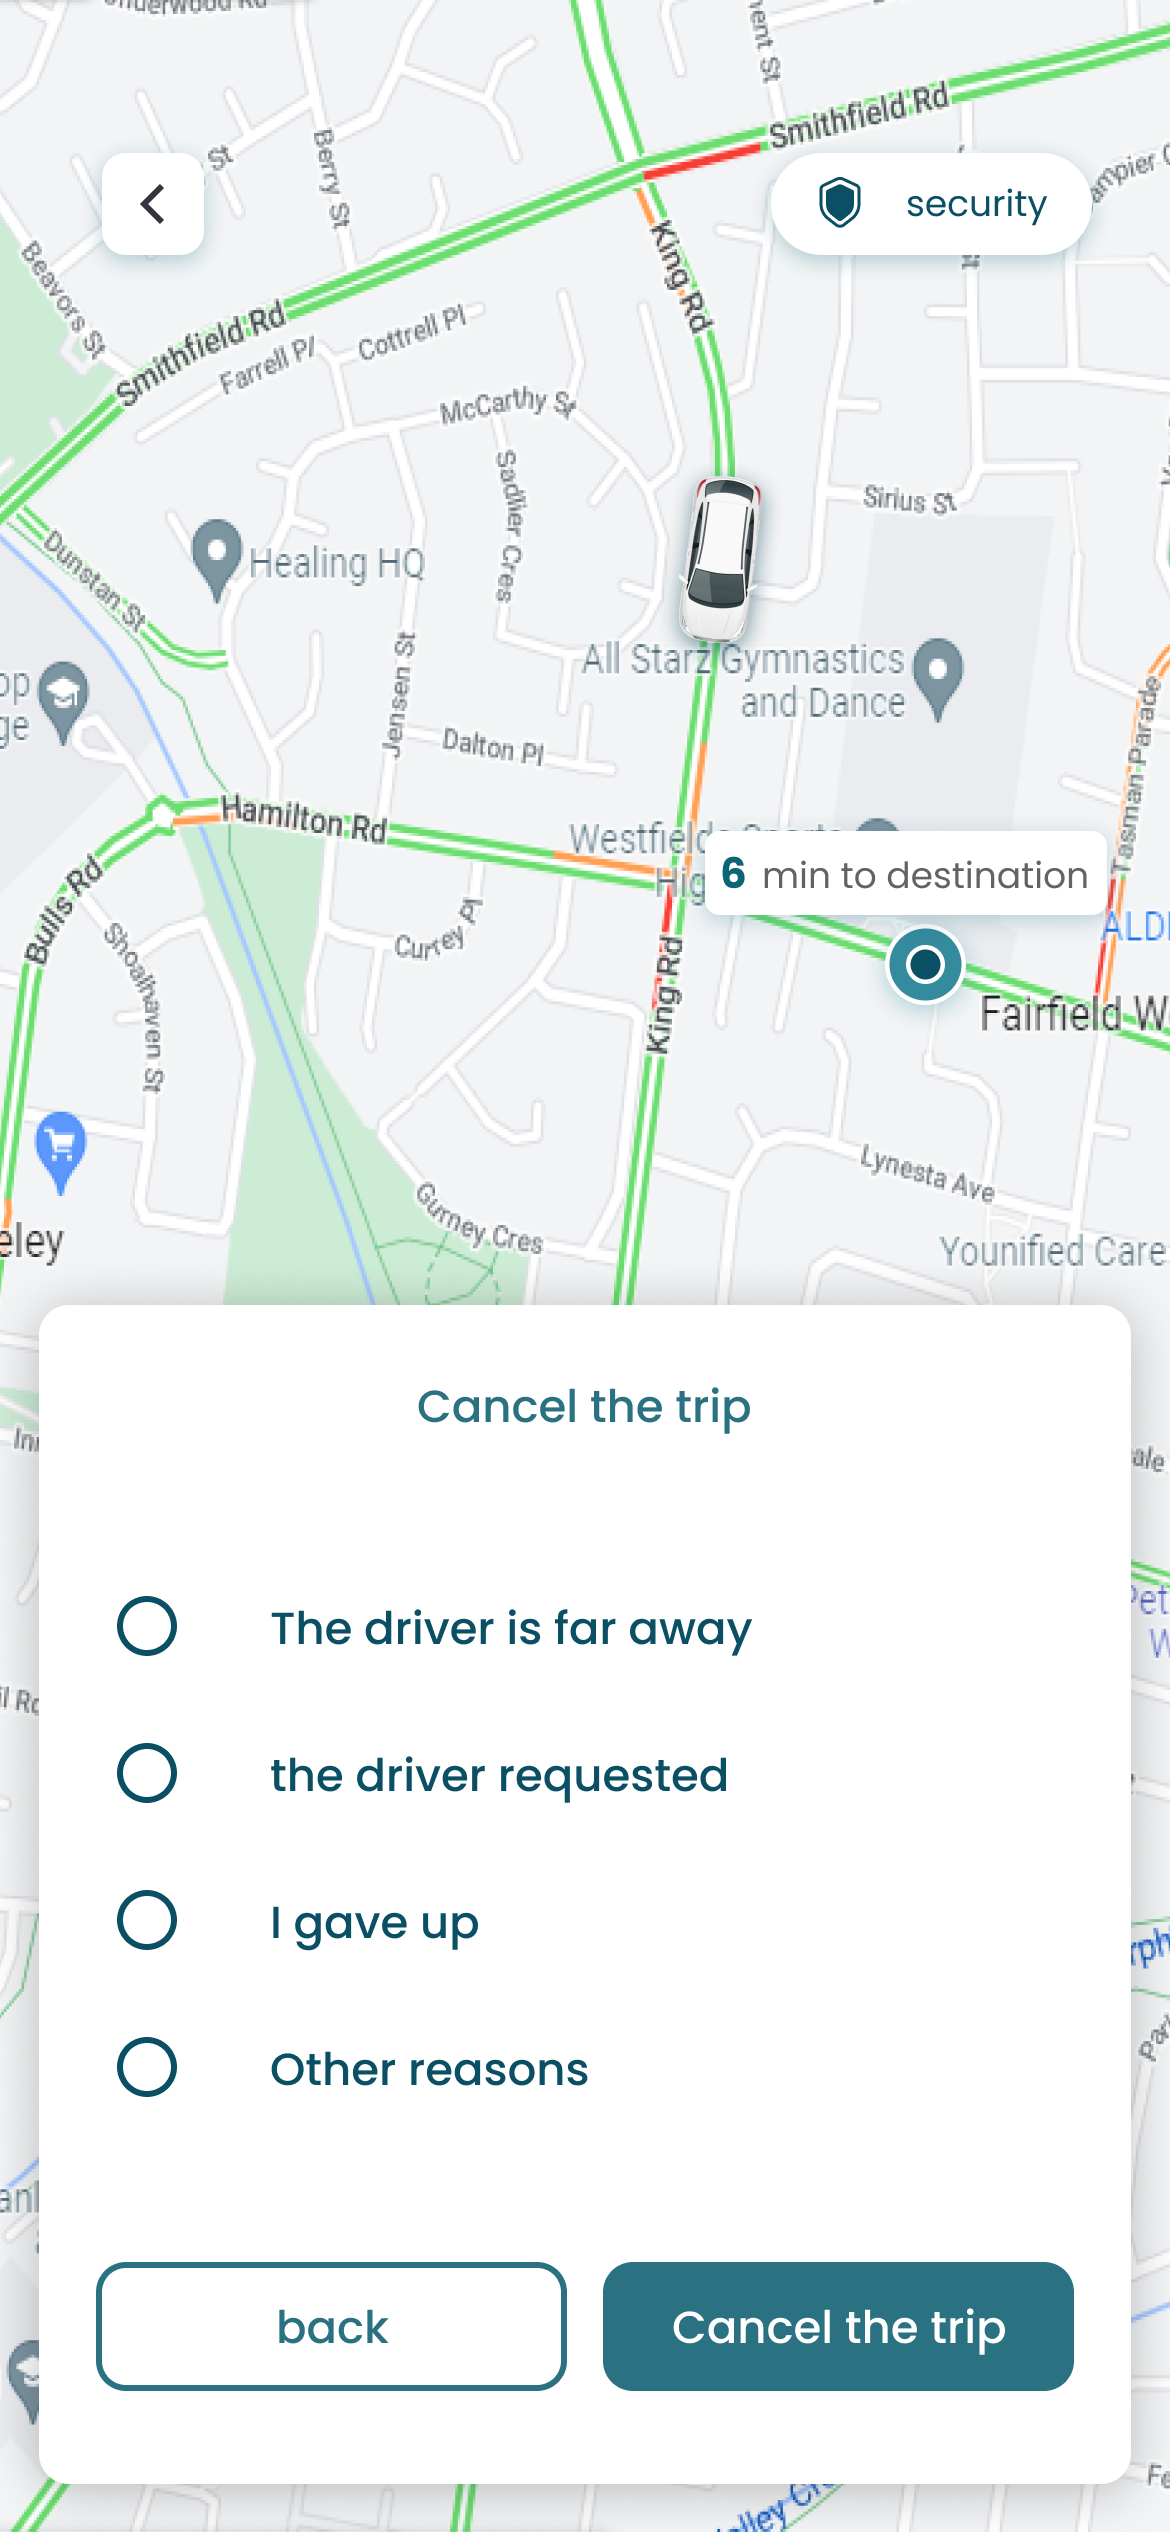 Smithfield Rd
Berry St
St
security
King Rd
Beavors St
Smithfield Rd
Farrell Pl
Cottrell Pl
McCarthy St
Sadlier Cres
Sirius St
Dunstan St
Healing HQ
All Starz Gymnastics
and Dance
Jensen St
Dalton Pl
Tasman Parade
Hamilton Rd
Westfields Sports
6 min to destination
Bulls Rd
Curtey Pl
ALDI
Shoalhaven St
King Rd
Fairfield W
Lynesta Ave
Gurney Cres
Younified Care
Cancel the trip
The driver is far away
the driver requested
I gave up
Other reasons
back
Cancel the trip